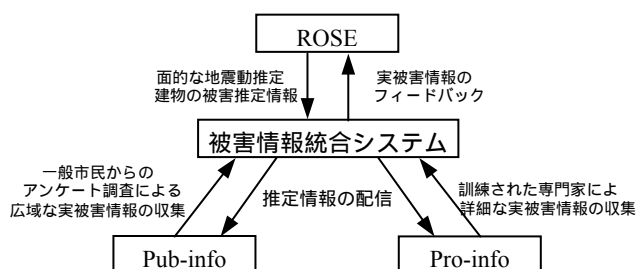 ROSE
面的な地震動推定
建物の被害推定情報
実被害情報の
フィードバック
被害情報統合システム
一般市民からの
アンケート調査による
広域な実被害情報の収集
推定情報の配信
訓練された専門家によ
詳細な実被害情報の収集
Pub-info
Pro-info